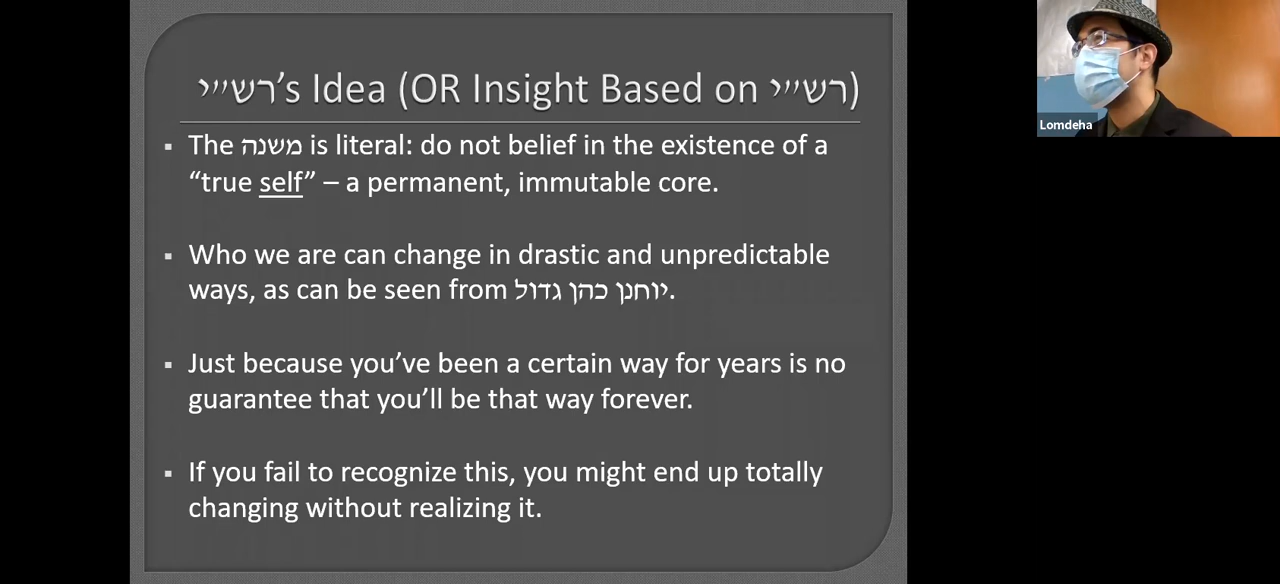 רש״י’s Idea (OR Insight Based on רש״י)
▪ The משנה is literal: do not belief in the existence of a
“true self” – a permanent, immutable core.
▪ Who we are can change in drastic and unpredictable
ways, as can be seen from יוחנן כהן גדול.
▪ Just because you’ve been a certain way for years is no
guarantee that you’ll be that way forever.
▪ If you fail to recognize this, you might end up totally
changing without realizing it.
Lomdeha